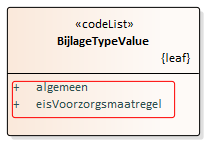 «codeList»
BijlageTypeValue
{leaf}
+ algemeen
+ eisVoorzorgsmaatregel